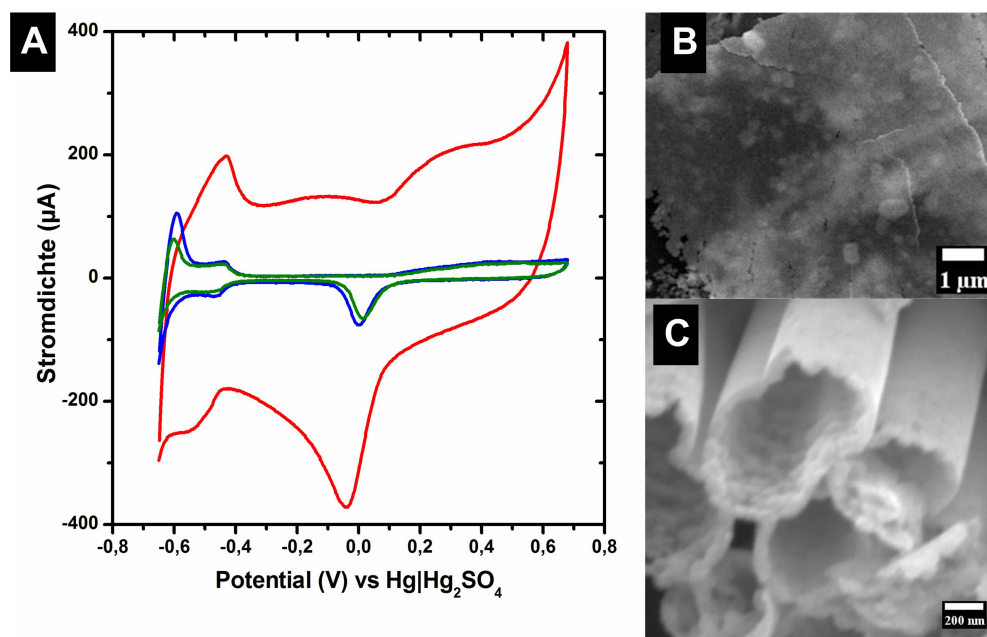 A
400
200
0
-200
-400
Stromdichte (µA)
-0,8 -0,6 -0,4 -0,2 0,0 0,2 0,4 0,6 0,8
Potential (V) vs Hg|Hg₂SO₄
B
1 µm
C
200 nm